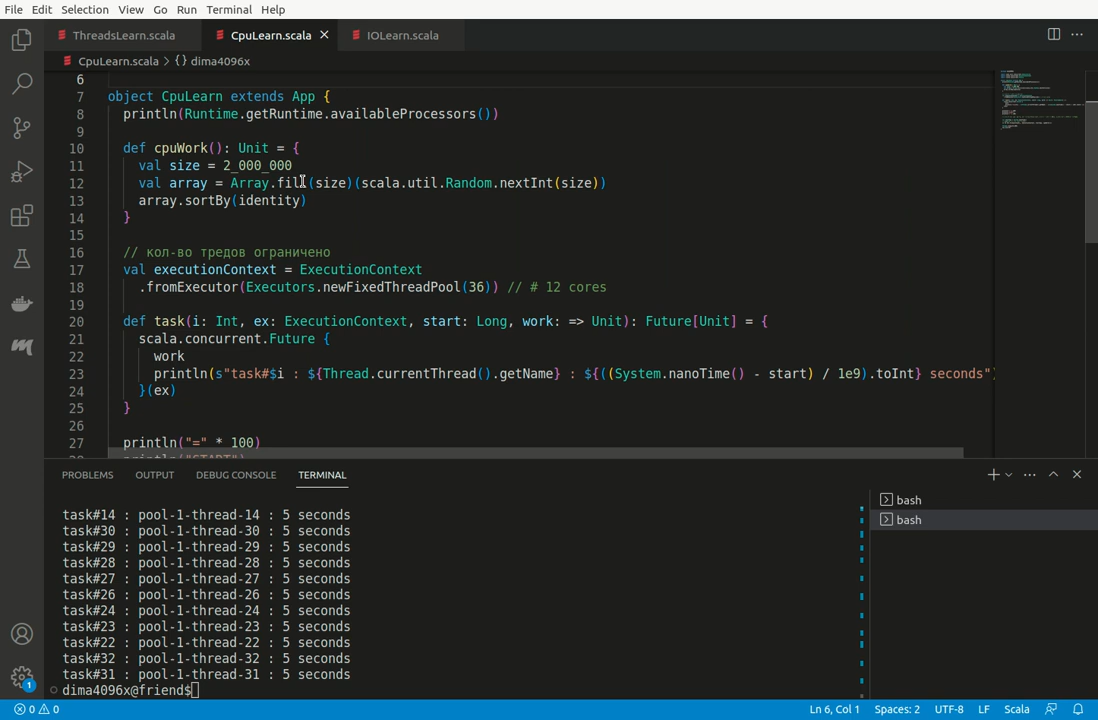 File Edit Selection View Go Run Terminal Help
ThreadsLearn.scala CpuLearn.scala IOLearn.scala
CpuLearn.scala > {} dima4096x
6
7 object CpuLearn extends App {
8 println(Runtime.getRuntime.availableProcessors())
9
10 def cpuWork(): Unit = {
11 val size = 2_000_000
12 val array = Array.fill(size)(scala.util.Random.nextInt(size))
13 array.sortBy(identity)
14 }
15
16 // кол-во тредов ограничено
17 val executionContext = ExecutionContext
18 .fromExecutor(Executors.newFixedThreadPool(36)) // # 12 cores
19
20 def task(i: Int, ex: ExecutionContext, start: Long, work: => Unit): Future[Unit] = {
21 scala.concurrent.Future {
22 work
23 println(s"task#$i : ${Thread.currentThread().getName} : ${((System.nanoTime() - start) / 1e9).toInt} seconds")
24 }(ex)
25 }
26
27 println("=" * 100)
28 println("START")
PROBLEMS OUTPUT DEBUG CONSOLE TERMINAL
bash
bash
task#14 : pool-1-thread-14 : 5 seconds
task#30 : pool-1-thread-30 : 5 seconds
task#29 : pool-1-thread-29 : 5 seconds
task#28 : pool-1-thread-28 : 5 seconds
task#27 : pool-1-thread-27 : 5 seconds
task#26 : pool-1-thread-26 : 5 seconds
task#24 : pool-1-thread-24 : 5 seconds
task#23 : pool-1-thread-23 : 5 seconds
task#22 : pool-1-thread-22 : 5 seconds
task#32 : pool-1-thread-32 : 5 seconds
task#31 : pool-1-thread-31 : 5 seconds
dima4096x@friend$
1
0 0 Ln 6, Col 1 Spaces: 2 UTF-8 LF Scala